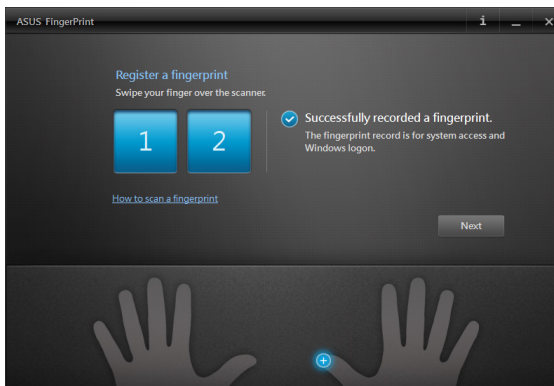 ASUS FingerPrint
Register a fingerprint
Swipe your finger over the scanner.
1 2
Successfully recorded a fingerprint.
The fingerprint record is for system access and
Windows logon.
How to scan a fingerprint
Next